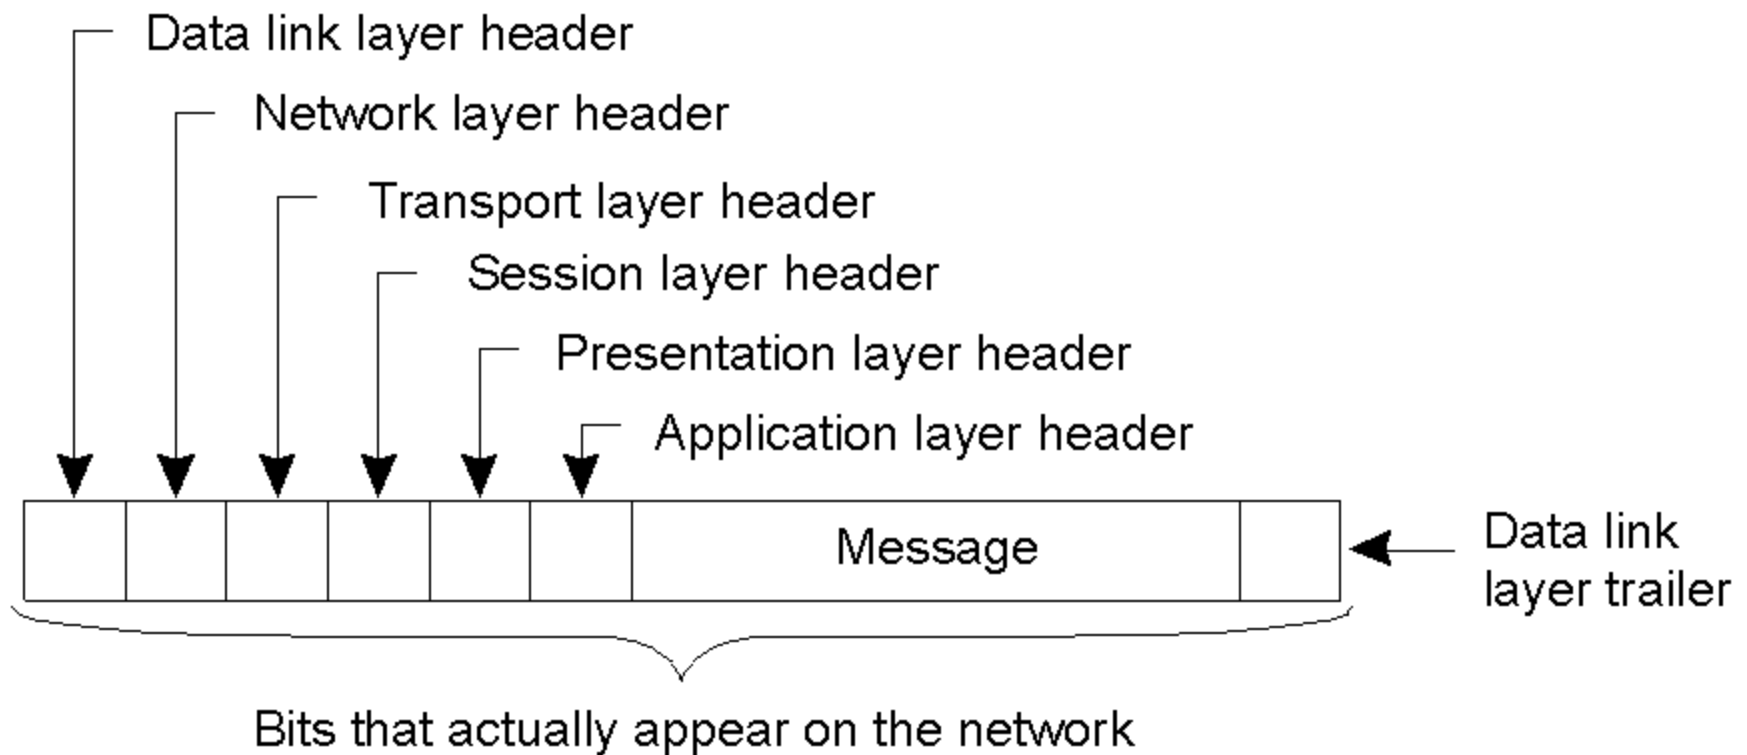 Data link layer header
Network layer header
Transport layer header
Session layer header
Presentation layer header
Application layer header
Message
Data link
layer trailer
Bits that actually appear on the network